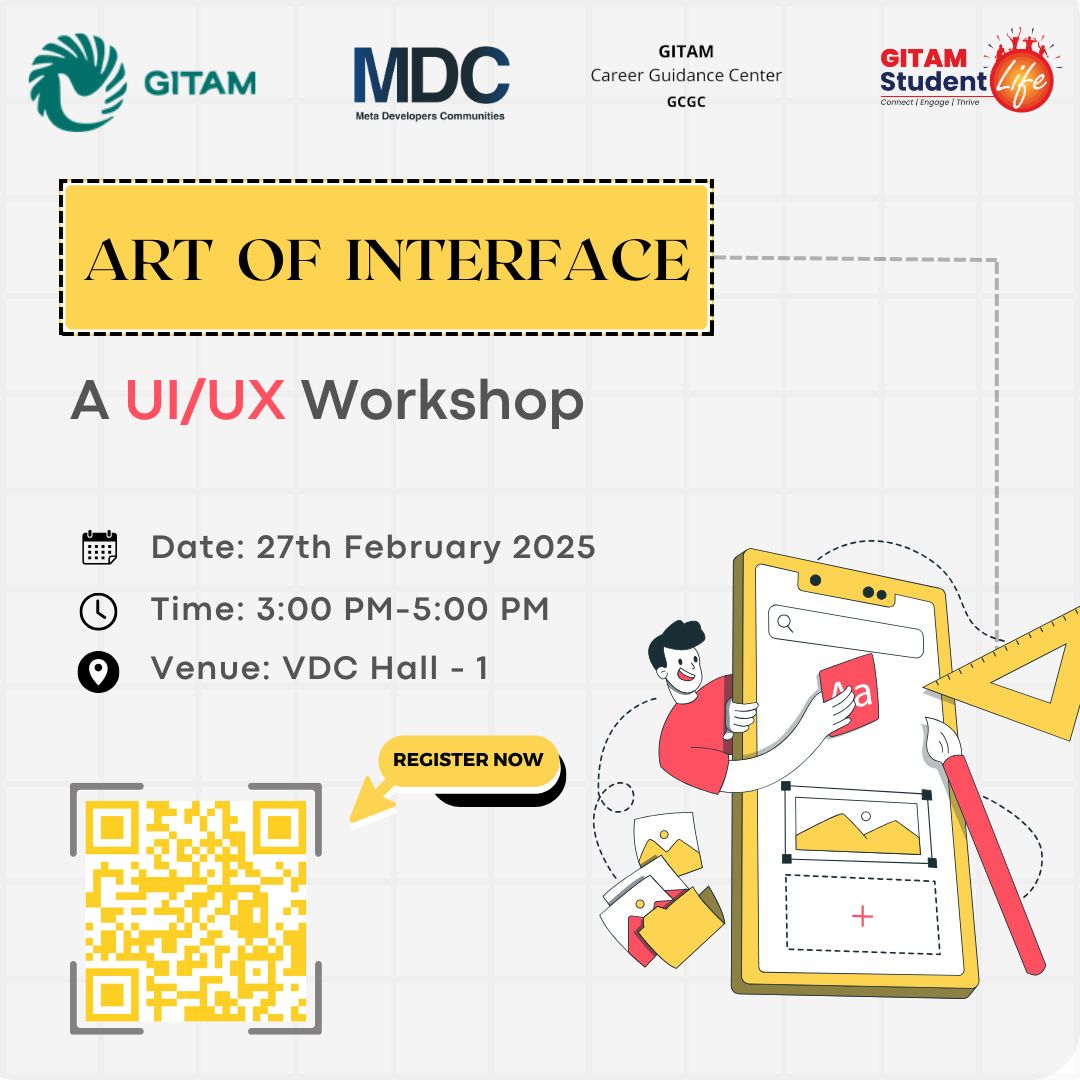 GITAM
MDC
Meta Developers Communities
GITAM
Career Guidance Center
GCGC
GITAM
Student Life
Connect | Engage | Thrive
ART OF INTERFACE
A UI/UX Workshop
Date: 27th February 2025
Time: 3:00 PM-5:00 PM
Venue: VDC Hall - 1
Aa
REGISTER NOW